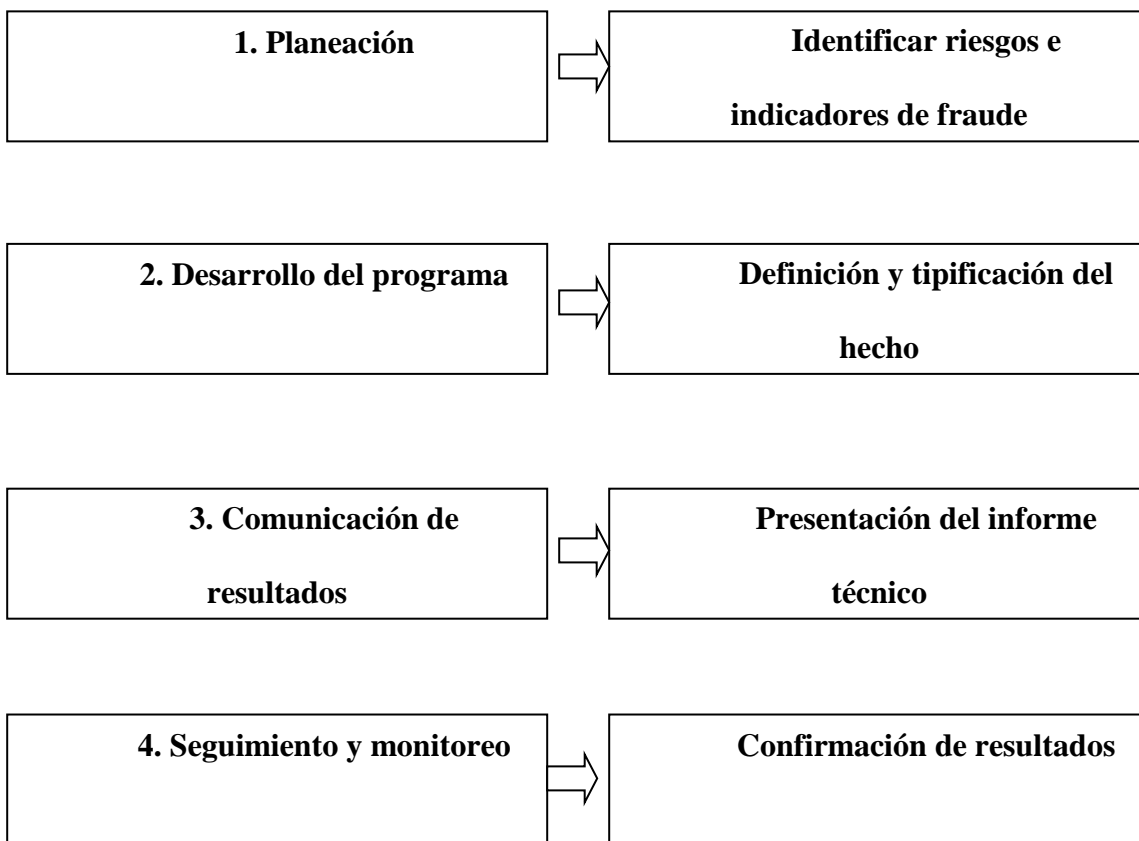 1. Planeación
Identificar riesgos e
indicadores de fraude
2. Desarrollo del programa
Definición y tipificación del
hecho
3. Comunicación de
resultados
Presentación del informe
técnico
4. Seguimiento y monitoreo
Confirmación de resultados